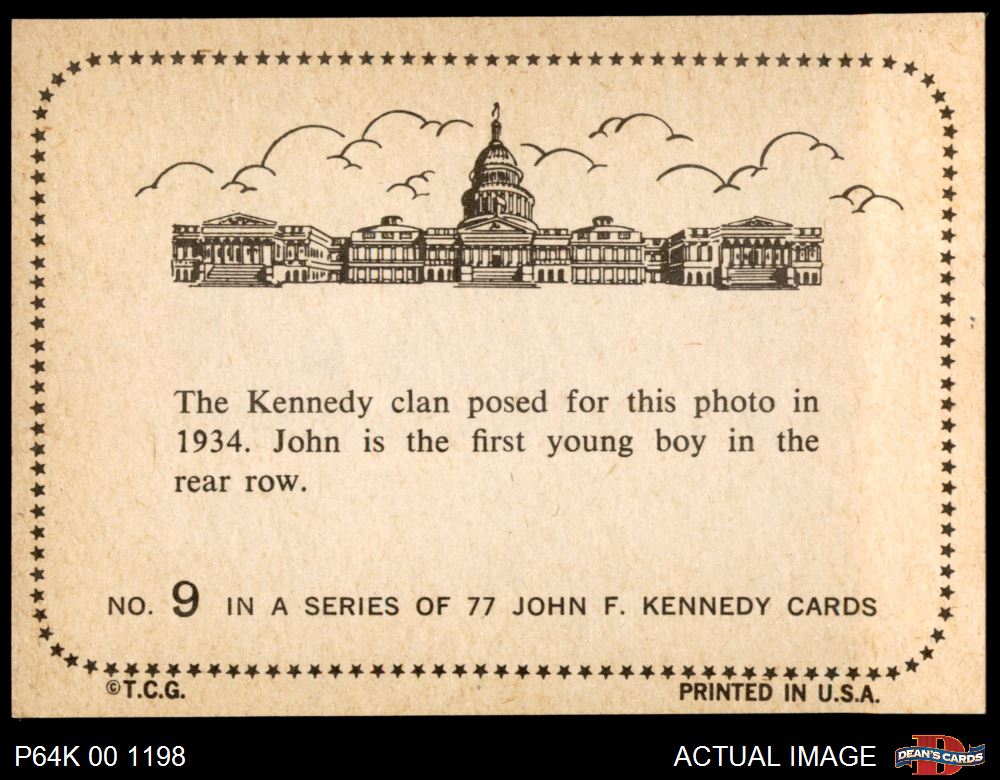 The Kennedy clan posed for this photo in
1934. John is the first young boy in the
rear row.
NO. 9 IN A SERIES OF 77 JOHN F. KENNEDY CARDS
©T.C.G. PRINTED IN U.S.A.
P64K 00 1198 ACTUAL IMAGE DEAN'S CARDS